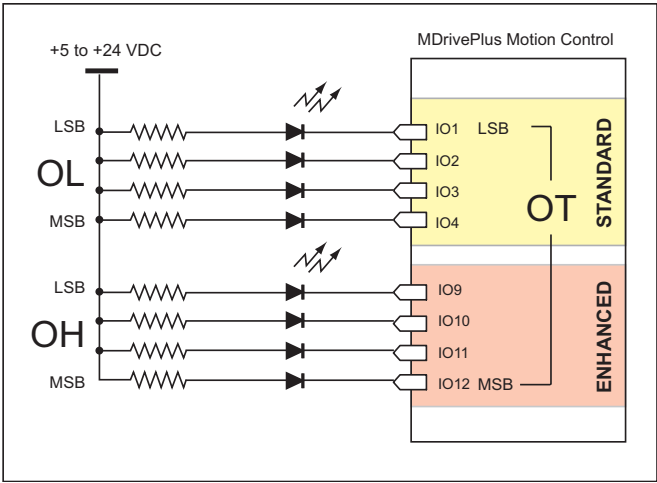 +5 to +24 VDC
MDrivePlus Motion Control
LSB
IO1 LSB
OL
IO2
IO3
OT
MSB
IO4
STANDARD
LSB
IO9
OH
IO10
IO11
MSB
IO12 MSB
ENHANCED